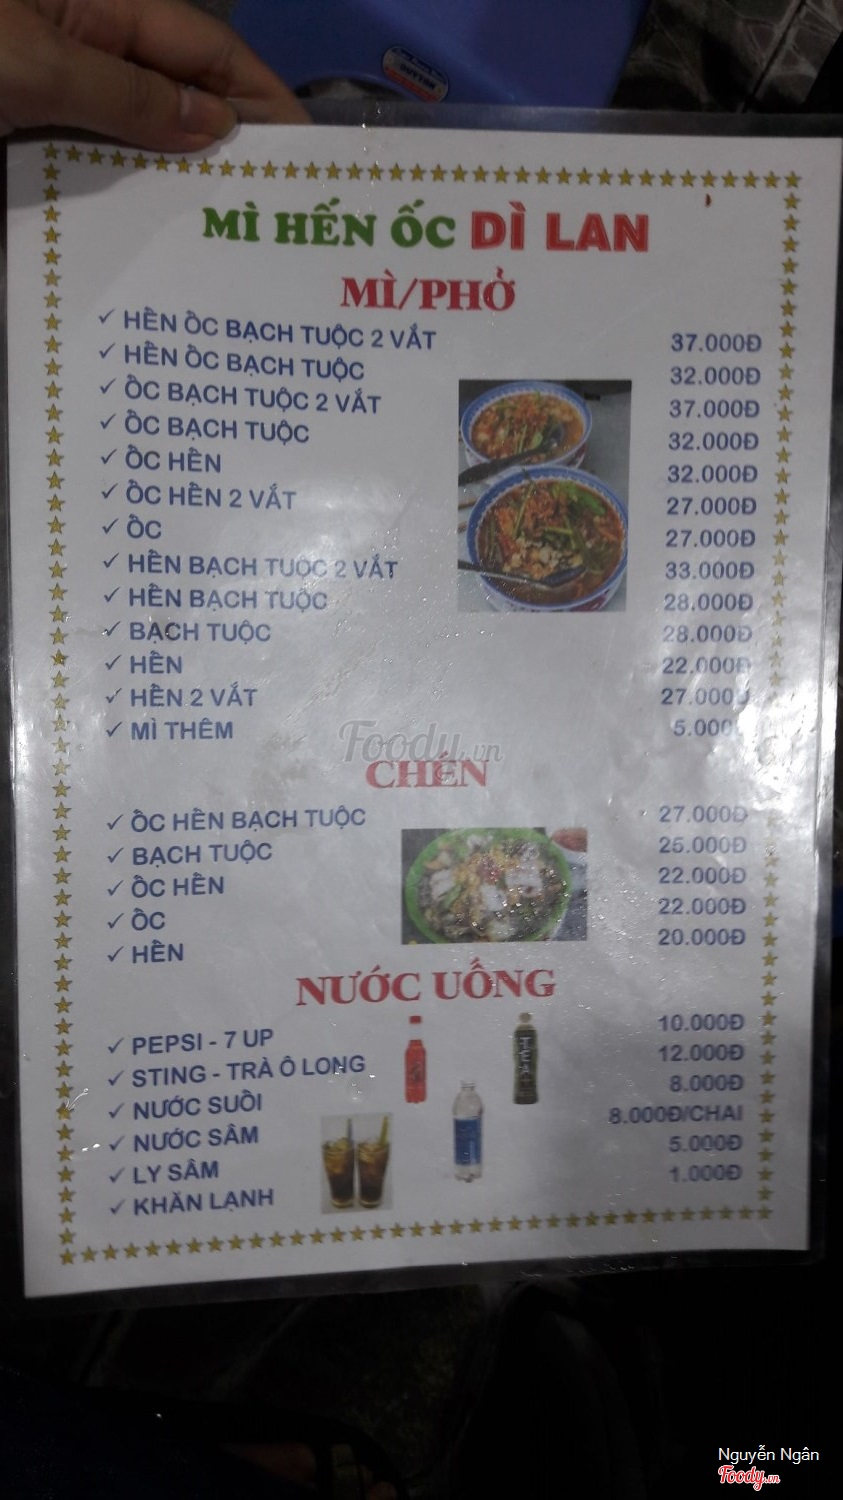 MÌ HẾN ỐC DÌ LAN
MÌ/PHỞ
✓ HẾN ỐC BẠCH TUỘC 2 VẮT 37.000Đ
✓ HẾN ỐC BẠCH TUỘC 32.000Đ
✓ ỐC BẠCH TUỘC 2 VẮT 37.000Đ
✓ ỐC BẠCH TUỘC 32.000Đ
✓ ỐC HẾN 32.000Đ
✓ ỐC HẾN 2 VẮT 27.000Đ
✓ ỐC 27.000Đ
✓ HẾN BẠCH TUỘC 2 VẮT 33.000Đ
✓ HẾN BẠCH TUỘC 28.000Đ
✓ BẠCH TUỘC 28.000Đ
✓ HẾN 22.000Đ
✓ HẾN 2 VẮT 27.000Đ
✓ MÌ THÊM 5.000
Foody.vn
CHÉN
✓ ỐC HẾN BẠCH TUỘC 27.000Đ
✓ BẠCH TUỘC 25.000Đ
✓ ỐC HẾN 22.000Đ
✓ ỐC 22.000Đ
✓ HẾN 20.000Đ
NƯỚC UỐNG
✓ PEPSI - 7 UP 10.000Đ
✓ STING - TRÀ Ô LONG 12.000Đ
✓ NƯỚC SUỐI 8.000Đ
✓ NƯỚC SÂM 8.000Đ/CHAI
✓ LY SÂM 5.000Đ
✓ KHĂN LẠNH 1.000Đ
TEA
Nguyễn Ngân
Foody.vn